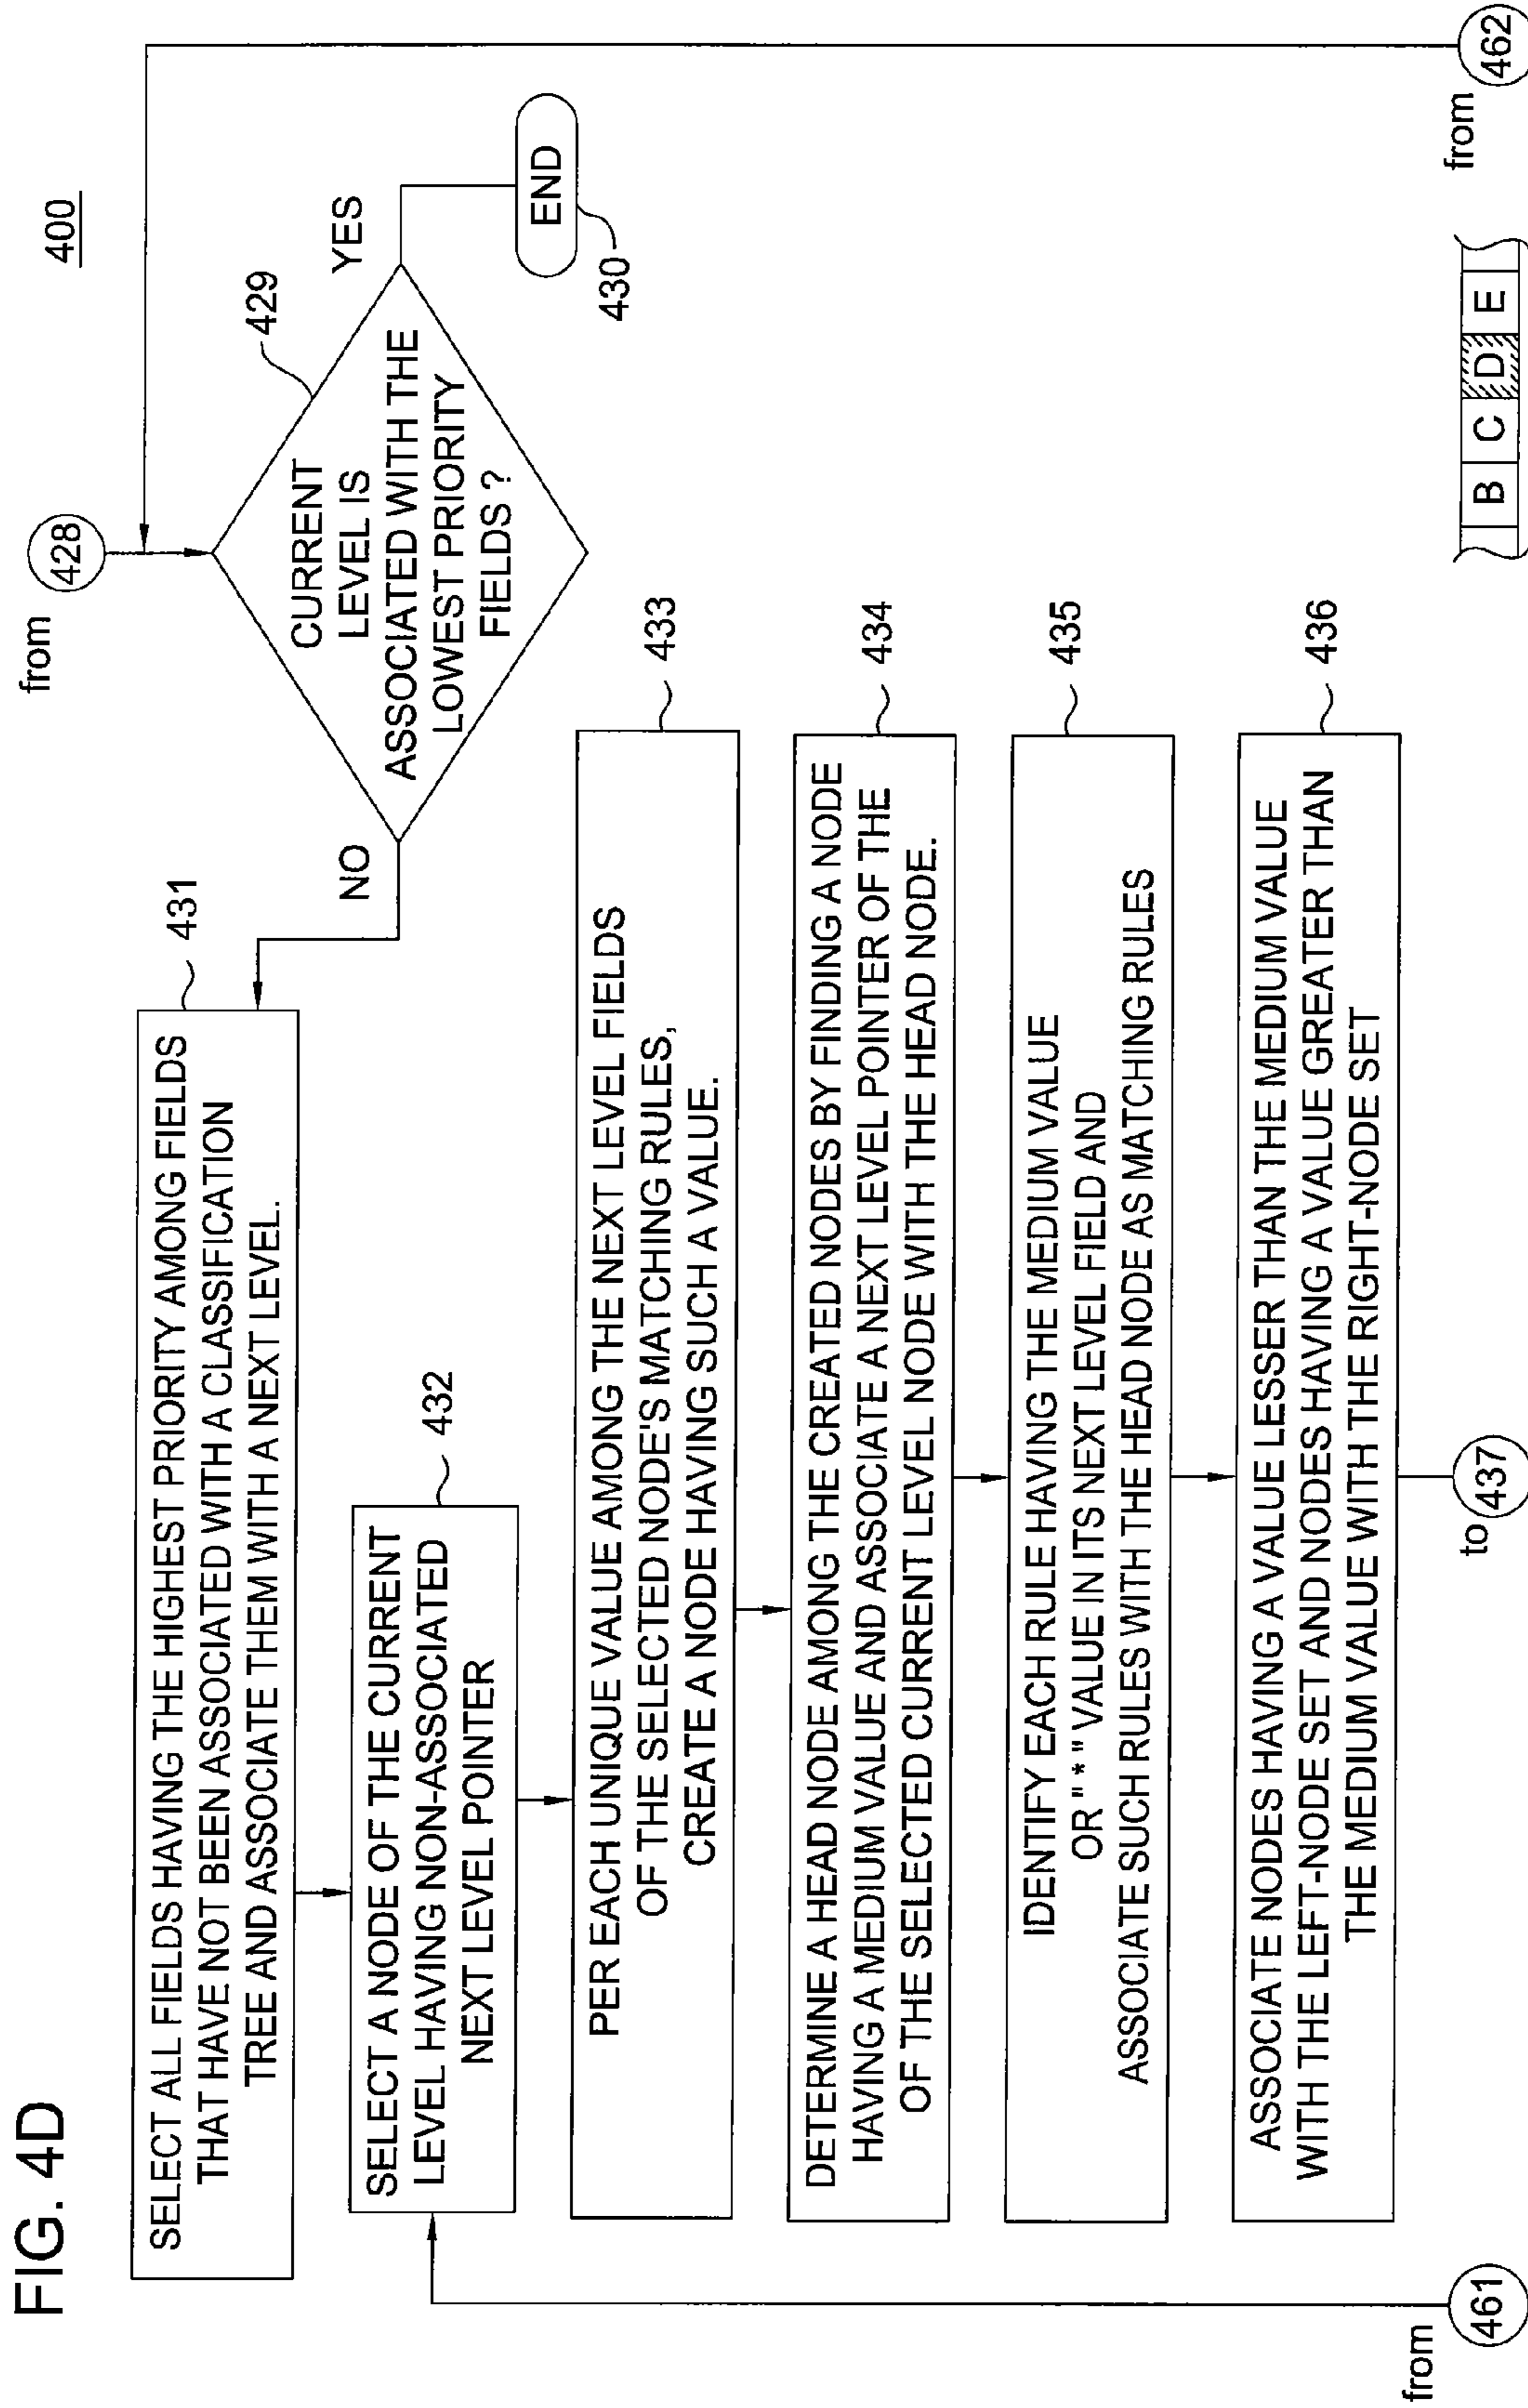 FIG. 4D
400
from
428
CURRENT
LEVEL IS
ASSOCIATED WITH THE
LOWEST PRIORITY
FIELDS ?
429
YES
END
430
NO
SELECT ALL FIELDS HAVING THE HIGHEST PRIORITY AMONG FIELDS
THAT HAVE NOT BEEN ASSOCIATED WITH A CLASSIFICATION
TREE AND ASSOCIATE THEM WITH A NEXT LEVEL.
431
SELECT A NODE OF THE CURRENT
LEVEL HAVING NON-ASSOCIATED
NEXT LEVEL POINTER
432
PER EACH UNIQUE VALUE AMONG THE NEXT LEVEL FIELDS
OF THE SELECTED NODE'S MATCHING RULES,
CREATE A NODE HAVING SUCH A VALUE.
433
DETERMINE A HEAD NODE AMONG THE CREATED NODES BY FINDING A NODE
HAVING A MEDIUM VALUE AND ASSOCIATE A NEXT LEVEL POINTER OF THE
OF THE SELECTED CURRENT LEVEL NODE WITH THE HEAD NODE.
434
IDENTIFY EACH RULE HAVING THE MEDIUM VALUE
OR " * " VALUE IN ITS NEXT LEVEL FIELD AND
ASSOCIATE SUCH RULES WITH THE HEAD NODE AS MATCHING RULES
435
ASSOCIATE NODES HAVING A VALUE LESSER THAN THE MEDIUM VALUE
WITH THE LEFT-NODE SET AND NODES HAVING A VALUE GREATER THAN
THE MEDIUM VALUE WITH THE RIGHT-NODE SET
436
from
461
to
437
B C D E
from
462